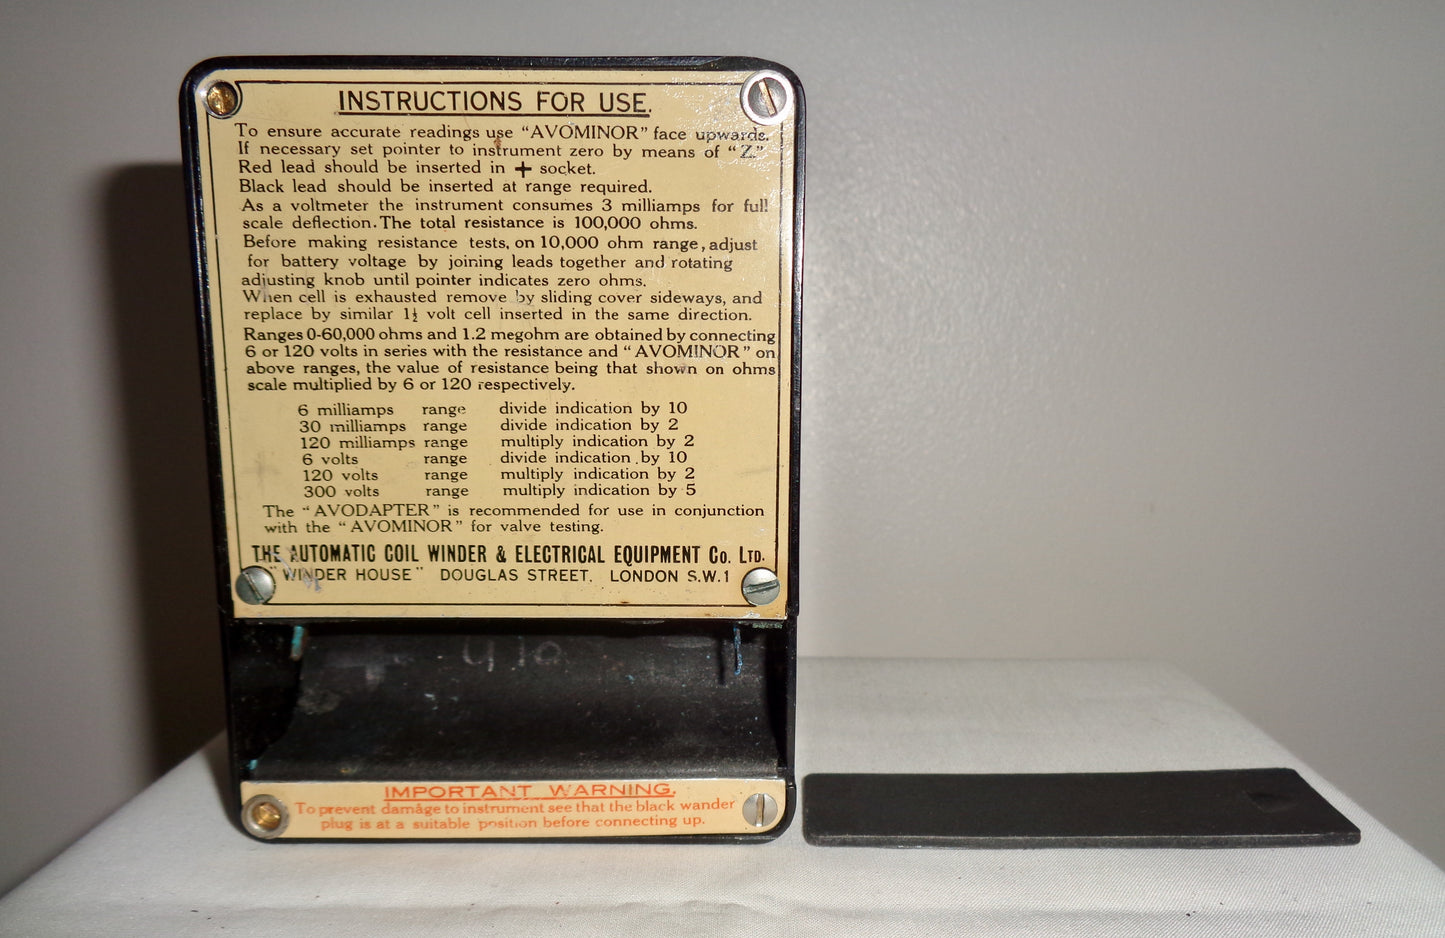 INSTRUCTIONS FOR USE.
To ensure accurate readings use "AVOMINOR" face upwards.
If necessary set pointer to instrument zero by means of "Z."
Red lead should be inserted in + socket.
Black lead should be inserted at range required.
As a voltmeter the instrument consumes 3 milliamps for full
scale deflection. The total resistance is 100,000 ohms.
Before making resistance tests, on 10,000 ohm range, adjust
for battery voltage by joining leads together and rotating
adjusting knob until pointer indicates zero ohms.
When cell is exhausted remove by sliding cover sideways, and
replace by similar 1½ volt cell inserted in the same direction.
Ranges 0-60,000 ohms and 1.2 megohm are obtained by connecting
6 or 120 volts in series with the resistance and "AVOMINOR" on
above ranges, the value of resistance being that shown on ohms
scale multiplied by 6 or 120 respectively.
6 milliamps range divide indication by 10
30 milliamps range divide indication by 2
120 milliamps range multiply indication by 2
6 volts range divide indication by 10
120 volts range multiply indication by 2
300 volts range multiply indication by 5
The "AVODAPTER" is recommended for use in conjunction
with the "AVOMINOR" for valve testing.
THE AUTOMATIC COIL WINDER & ELECTRICAL EQUIPMENT Co. LTD.
"WINDER HOUSE" DOUGLAS STREET. LONDON S.W.1
+ −
IMPORTANT WARNING.
To prevent damage to instrument see that the black wander
plug is at a suitable position before connecting up.